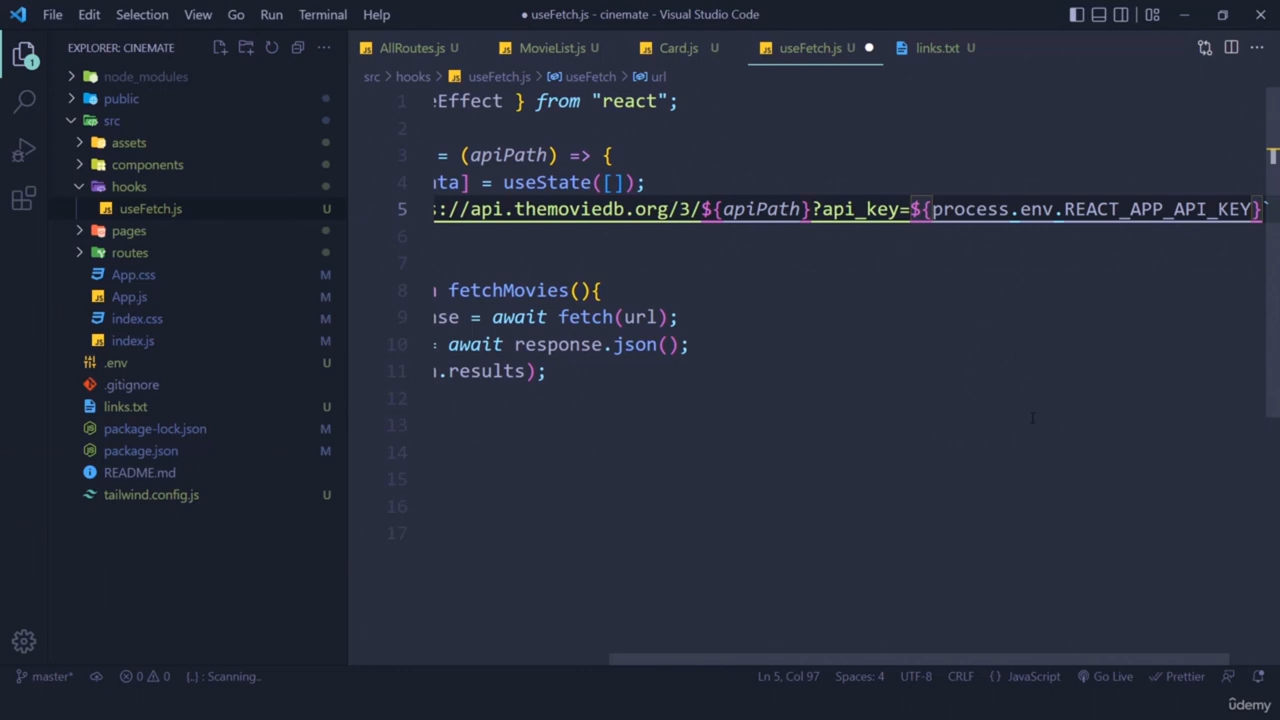 File Edit Selection View Go Run Terminal Help
● useFetch.js - cinemate - Visual Studio Code
EXPLORER: CINEMATE
AllRoutes.js U
MovieList.js U
Card.js U
useFetch.js ●
links.txt U
src > hooks > useFetch.js > useFetch > url
node_modules
public
src
assets
components
hooks
useFetch.js U
pages
routes
App.css M
App.js M
index.css M
index.js M
.env U
.gitignore
links.txt U
package-lock.json M
package.json M
README.md
tailwind.config.js U
1 Effect } from "react";
2
3 = (apiPath) => {
4 ta] = useState([]);
5 ://api.themoviedb.org/3/${apiPath}?api_key=${process.env.REACT_APP_API_KEY}`
6
7
8 fetchMovies(){
9 se = await fetch(url);
10 await response.json();
11 .results);
12
13
14
15
16
17
master* 0 0 {..} : Scanning..
Ln 5, Col 97 Spaces: 4 UTF-8 CRLF {} JavaScript Go Live Prettier
ûdemy